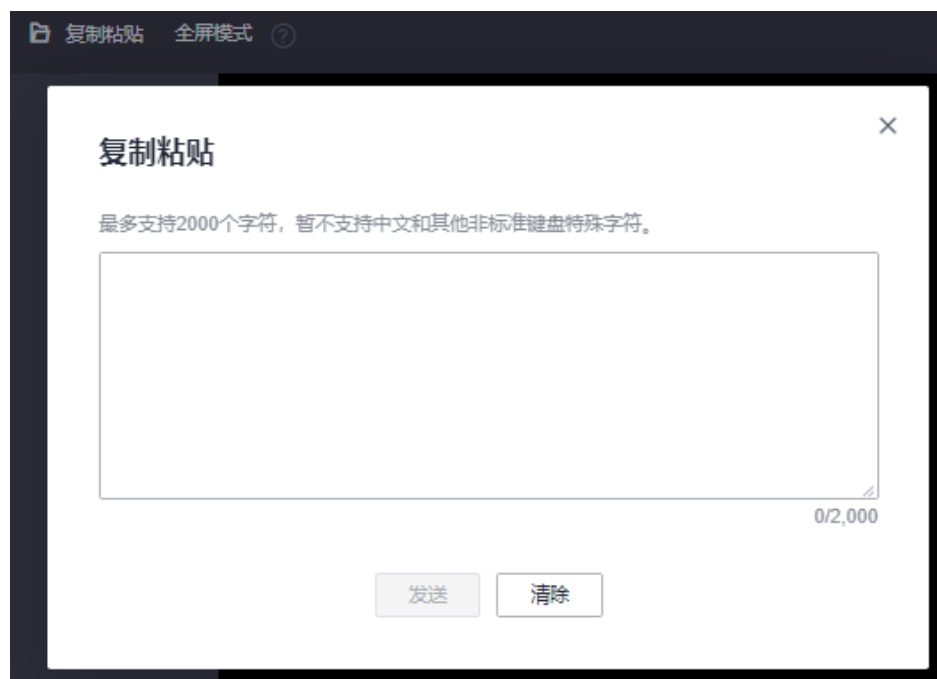 复制粘贴 全屏模式 ?
复制粘贴
最多支持2000个字符，暂不支持中文和其他非标准键盘特殊字符。
0/2,000
发送 清除